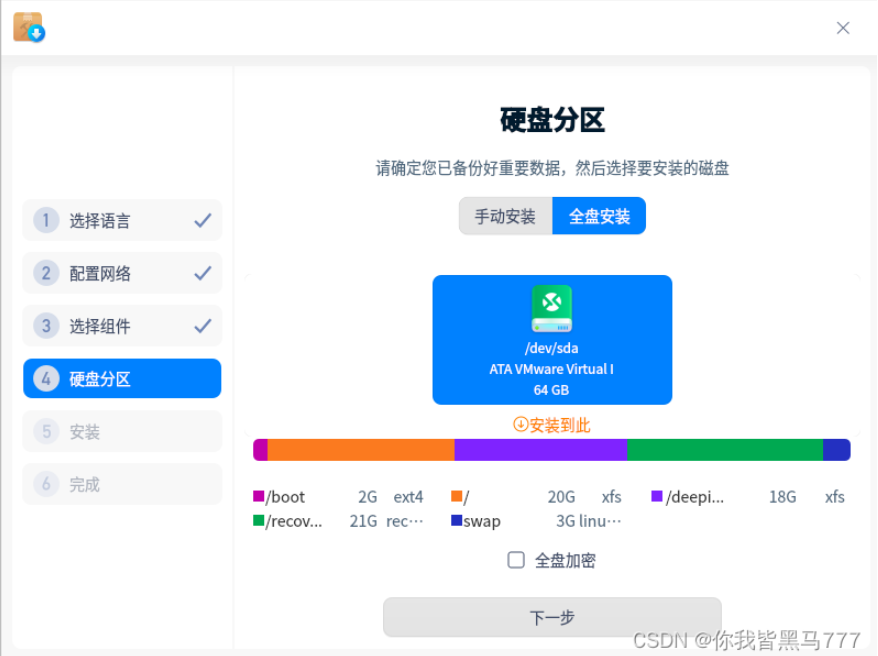 硬盘分区
请确定您已备份好重要数据，然后选择要安装的磁盘
手动安装 全盘安装
1 选择语言
2 配置网络
3 选择组件
4 硬盘分区
5 安装
6 完成
/dev/sda
ATA VMware Virtual I
64 GB
安装到此
/boot 2G ext4 / 20G xfs /deepi... 18G xfs
/recov... 21G rec··· swap 3G linu···
全盘加密
下一步
CSDN @你我皆黑马777